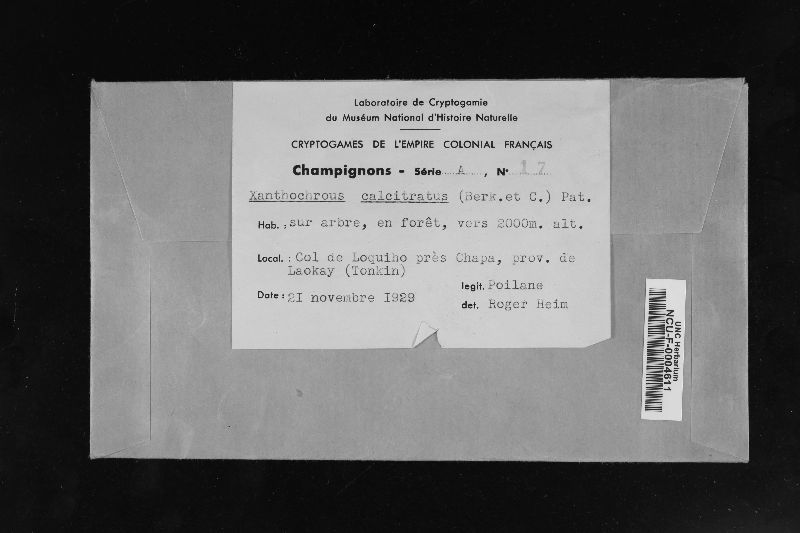 Laboratoire de Cryptogamie
du Muséum National d'Histoire Naturelle
CRYPTOGAMES DE L'EMPIRE COLONIAL FRANÇAIS
Champignons - Série A , N° 17
Xanthochrous calcitratus (Berk. et C.) Pat.
Hab. : sur arbre, en forêt, vers 2000m. alt.
Local. : Col de Loquiho près Chapa, prov. de
Laokay (Tonkin)
legit. Poilane
Date : 2I novembre I929
det. Roger Heim
UNC Herbarium
NCU-F-0004611